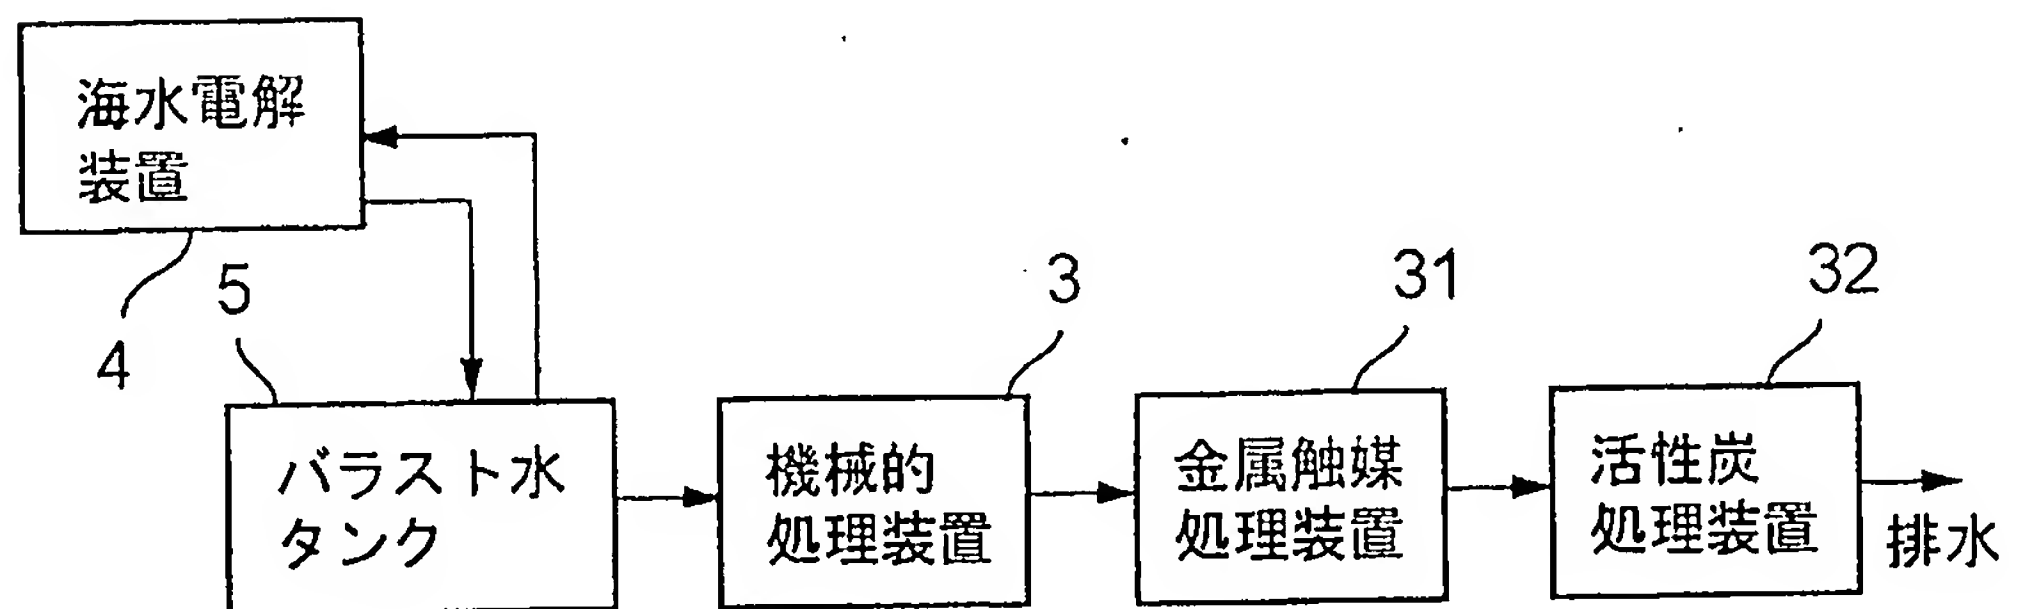 海水電解
装置
4
5
3
31
32
バラスト水
タンク
機械的
処理装置
金属触媒
処理装置
活性炭
処理装置
排水